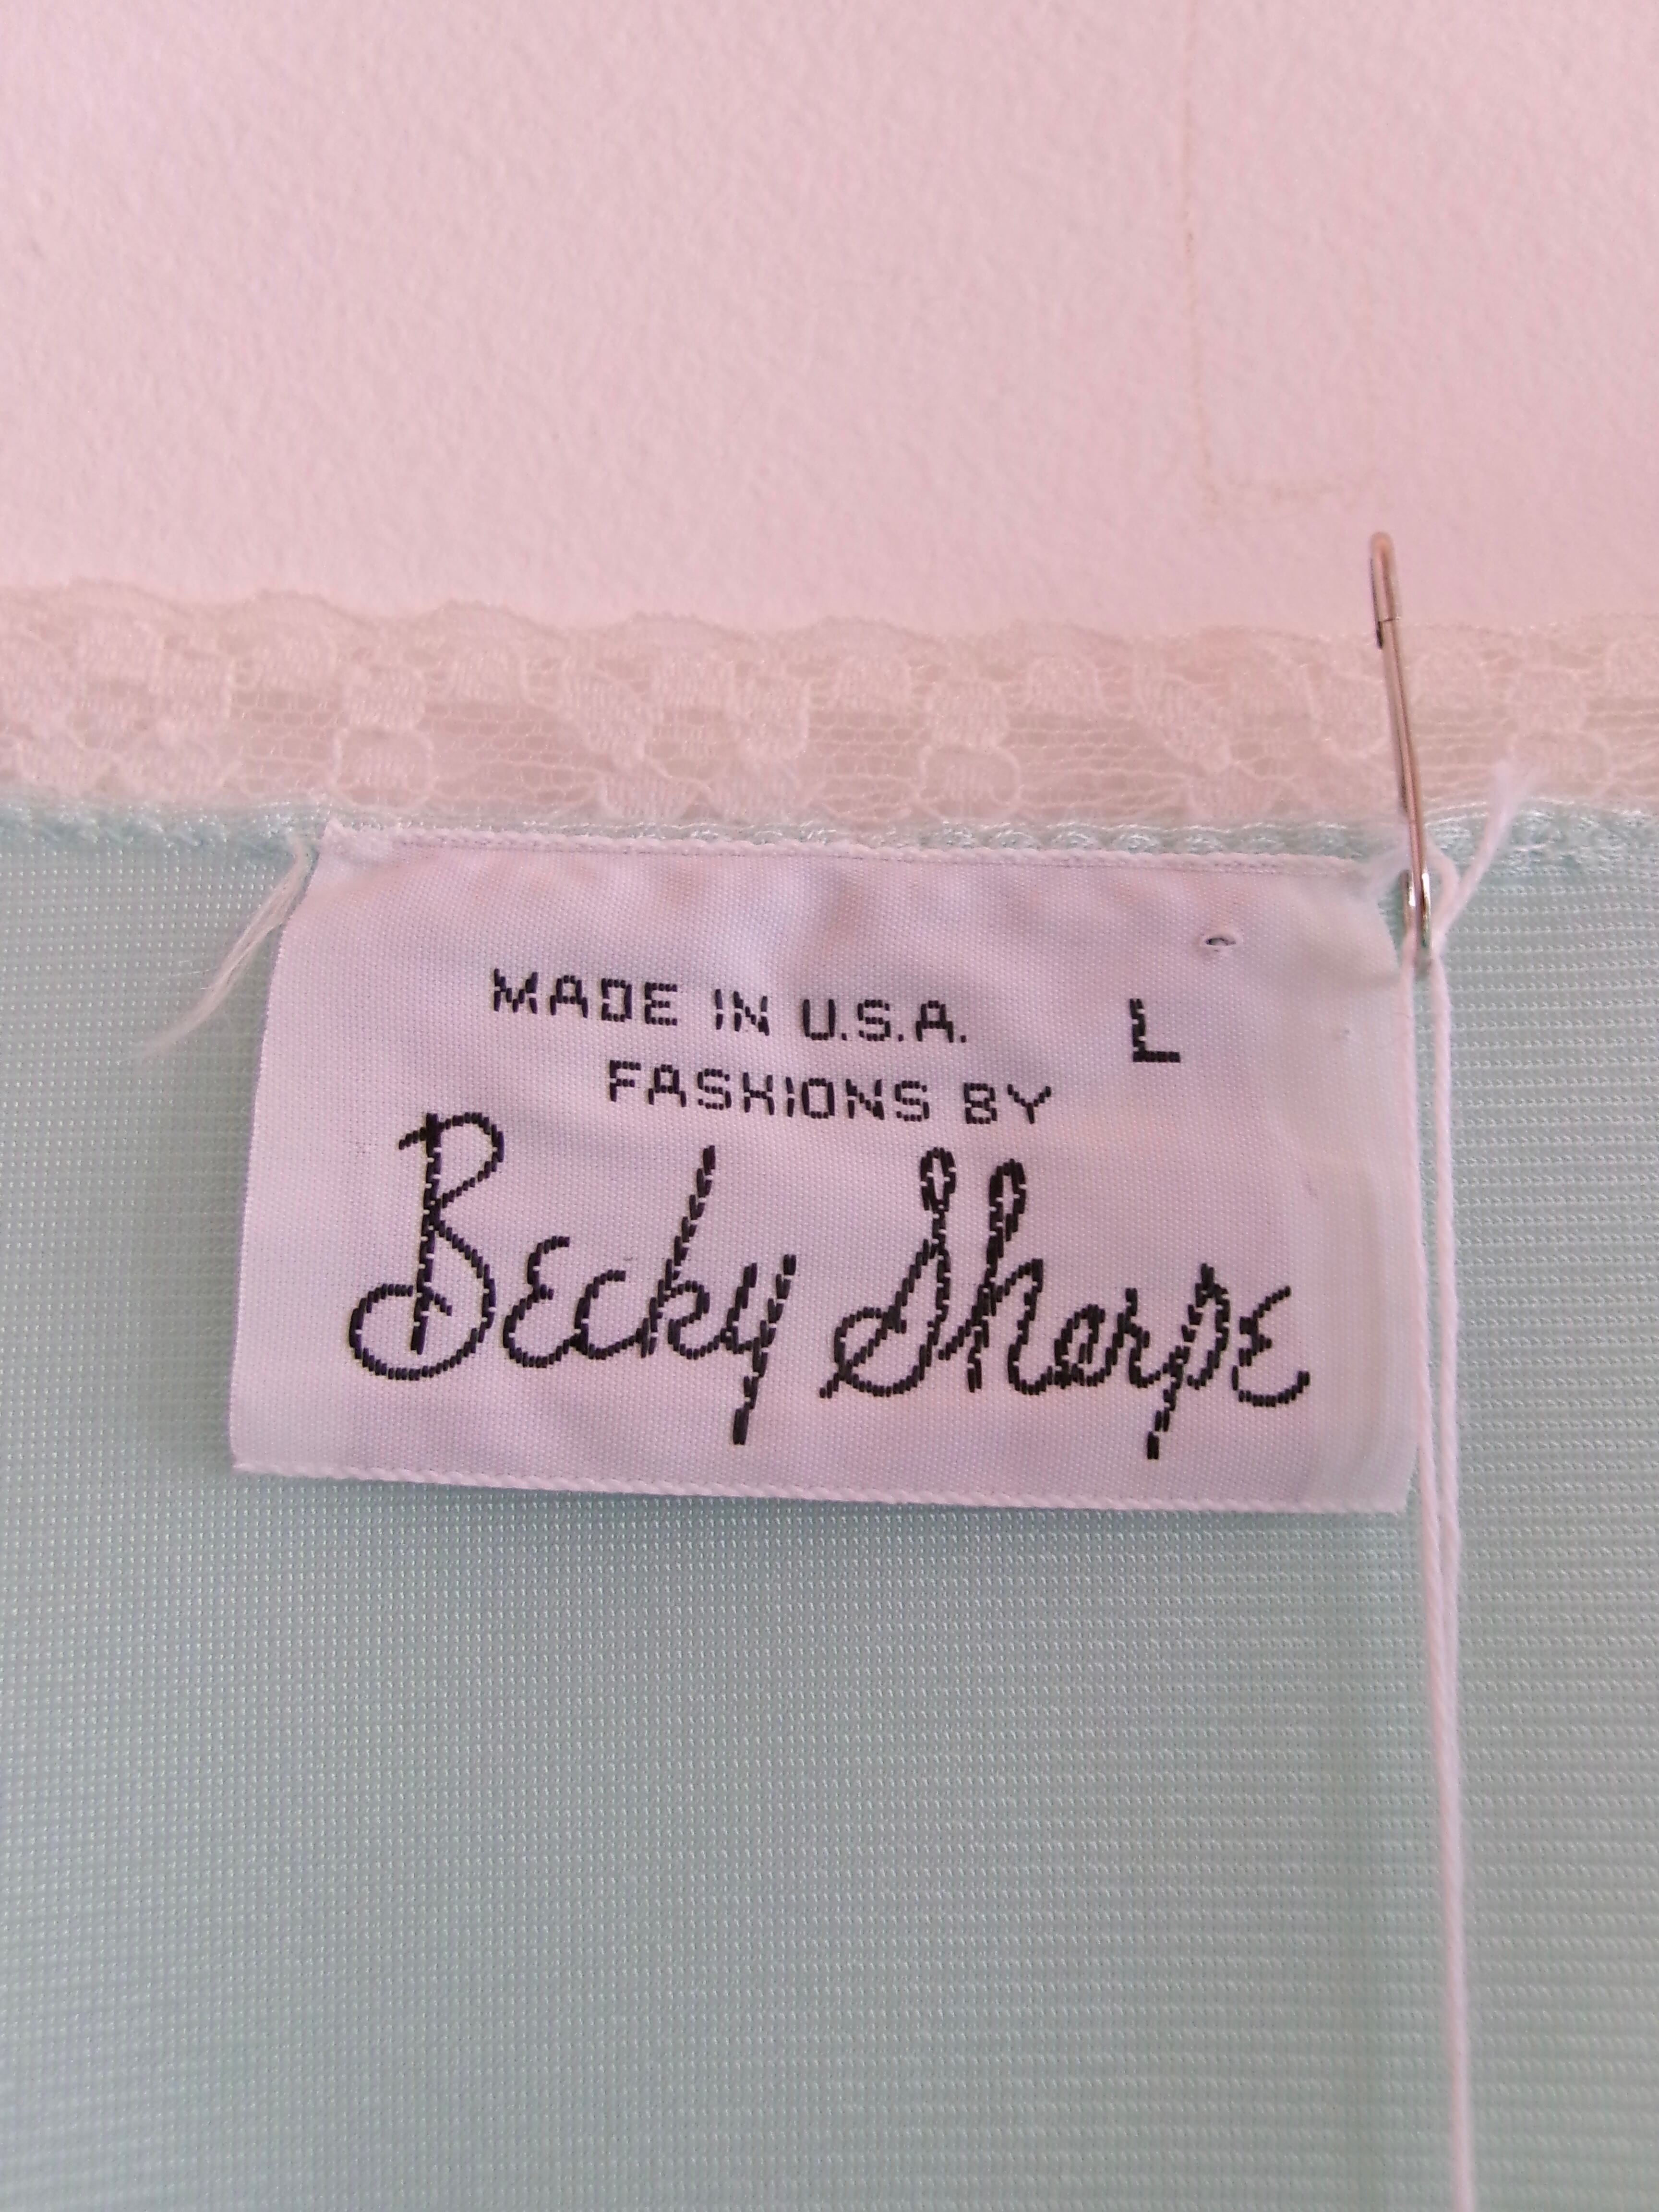 MADE IN U.S.A. L
FASHIONS BY
Becky Sharpe